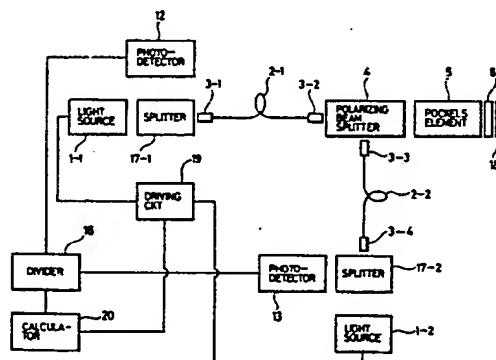 12
PHOTO-
DETECTOR
3-1
2-1
3-2
4
5
6
LIGHT
SOURCE
SPLITTER
POLARIZING
BEAM
SPLITTER
POCKELS
ELEMENT
1-1
17-1
19
3-3
DRIVING
CKT
2-2
3-4
DIVIDER
PHOTO-
DETECTOR
SPLITTER
17-2
13
CALCULA-
TOR
20
LIGHT
SOURCE
1-2